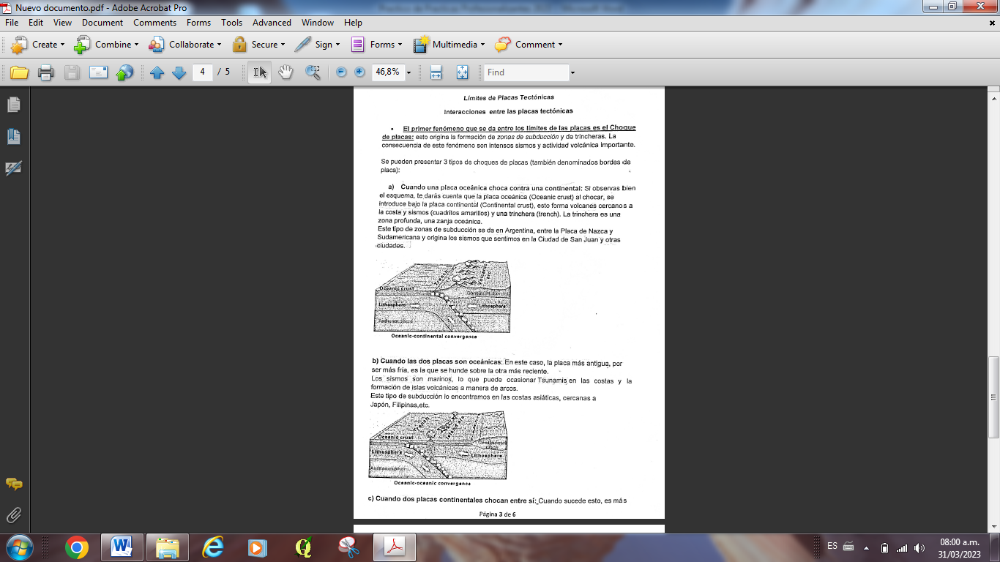 Nuevo documento.pdf - Adobe Acrobat Pro
File Edit View Document Comments Forms Tools Advanced Window Help
Create Combine Collaborate Secure Sign Forms Multimedia Comment
4 / 5 46,8% Find
Límites de Placas Tectónicas
Interacciones entre las placas tectónicas
• El primer fenómeno que se da entre los límites de las placas es el Choque
de placas: esto origina la formación de zonas de subducción y de trincheras. La
consecuencia de este fenómeno son intensos sismos y actividad volcánica importante.
Se pueden presentar 3 tipos de choques de placas (también denominados bordes de
placa):
a) Cuando una placa oceánica choca contra una continental: Si observas bien
el esquema, te darás cuenta que la placa oceánica (Oceanic crust) al chocar, se
introduce bajo la placa continental (Continental crust), esto forma volcanes cercanos a
la costa y sismos (cuadritos amarillos) y una trinchera (trench). La trinchera es una
zona profunda, una zanja oceánica.
Este tipo de zonas de subducción se da en Argentina, entre la Placa de Nazca y
Sudamericana y origina los sismos que sentimos en la Ciudad de San Juan y otras
ciudades.
Trench
Volcanic arc
Oceanic crust
Lithosphere Lithosphere
Oceanic-continental convergence
b) Cuando las dos placas son oceánicas: En este caso, la placa más antigua, por
ser más fría, es la que se hunde sobre la otra más reciente.
Los sismos son marinos, lo que puede ocasionar Tsunamis en las costas y la
formación de islas volcánicas a manera de arcos.
Este tipo de subducción lo encontramos en las costas asiáticas, cercanas a
Japón, Filipinas,etc.
Trench
Island arc
Oceanic crust
Lithosphere Lithosphere
Oceanic-oceanic convergence
c) Cuando dos placas continentales chocan entre sí: Cuando sucede esto, es más
Página 3 de 6
ES
08:00 a.m.
31/03/2023